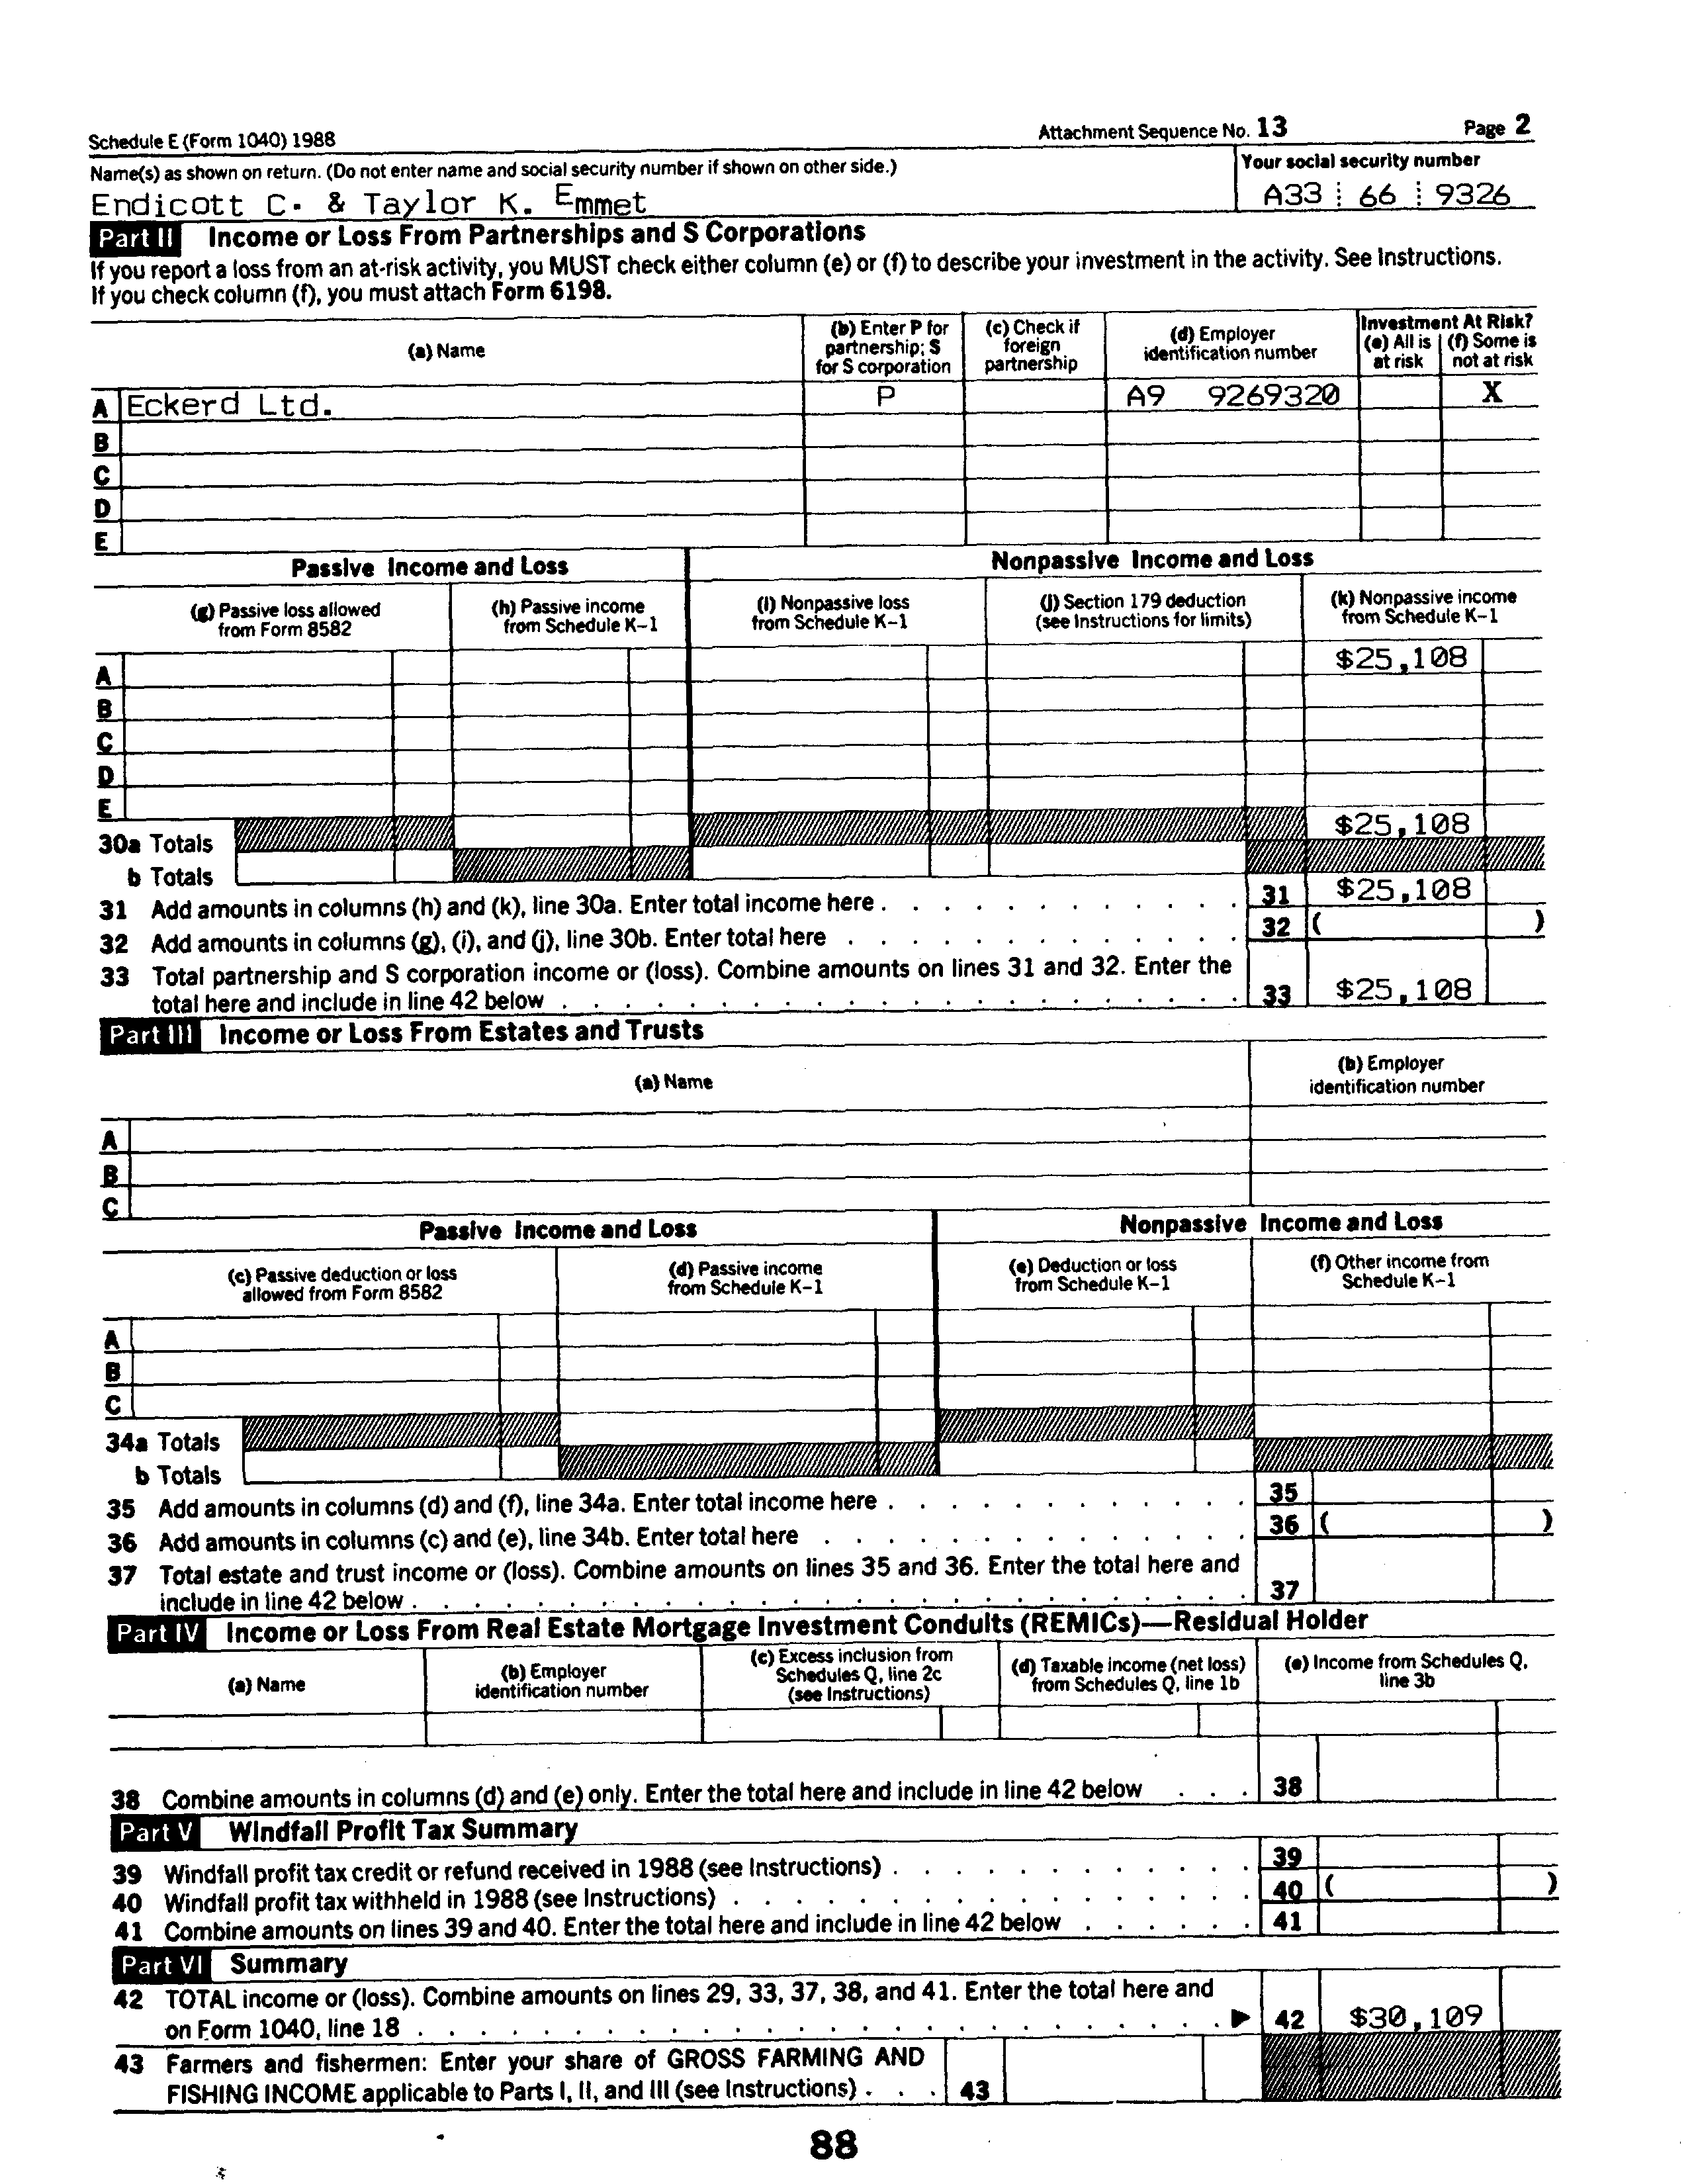 Schedule E (Form 1040) 1988 Attachment Sequence No. 13 Page 2
Name(s) as shown on return. (Do not enter name and social security number if shown on other side.) Your social security number
Endicott C. & Taylor K. Emmet A33 66 9326
Part II Income or Loss From Partnerships and S Corporations
If you report a loss from an at-risk activity, you MUST check either column (e) or (f) to describe your investment in the activity. See Instructions.
If you check column (f), you must attach Form 6198.
(a) Name
(b) Enter P for partnership; S for S corporation
(c) Check if foreign partnership
(d) Employer identification number
Investment At Risk?
(e) All is at risk
(f) Some is not at risk
A Eckerd Ltd. P A9 9269320 X
B
C
D
E
Passive Income and Loss Nonpassive Income and Loss
(g) Passive loss allowed from Form 8582
(h) Passive income from Schedule K–1
(i) Nonpassive loss from Schedule K–1
(j) Section 179 deduction (see Instructions for limits)
(k) Nonpassive income from Schedule K–1
A $25,108
B
C
D
E
30a Totals $25,108
b Totals
31 Add amounts in columns (h) and (k), line 30a. Enter total income here . . . . . . . . . . . 31 $25,108
32 Add amounts in columns (g), (i), and (j), line 30b. Enter total here . . . . . . . . . . . . 32 ( )
33 Total partnership and S corporation income or (loss). Combine amounts on lines 31 and 32. Enter the
total here and include in line 42 below . . . . . . . . . . . . . . . . . . . . . 33 $25,108
Part III Income or Loss From Estates and Trusts
(a) Name
(b) Employer identification number
A
B
C
Passive Income and Loss Nonpassive Income and Loss
(c) Passive deduction or loss allowed from Form 8582
(d) Passive income from Schedule K–1
(e) Deduction or loss from Schedule K–1
(f) Other income from Schedule K–1
A
B
C
34a Totals
b Totals
35 Add amounts in columns (d) and (f), line 34a. Enter total income here . . . . . . . . . . . 35
36 Add amounts in columns (c) and (e), line 34b. Enter total here . . . . . . . . . . . . . 36 ( )
37 Total estate and trust income or (loss). Combine amounts on lines 35 and 36. Enter the total here and
include in line 42 below . . . . . . . . . . . . . . . . . . . . . . . . . . 37
Part IV Income or Loss From Real Estate Mortgage Investment Conduits (REMICs)—Residual Holder
(a) Name
(b) Employer identification number
(c) Excess inclusion from Schedules Q, line 2c (see Instructions)
(d) Taxable income (net loss) from Schedules Q, line 1b
(e) Income from Schedules Q, line 3b
38 Combine amounts in columns (d) and (e) only. Enter the total here and include in line 42 below . . . 38
Part V Windfall Profit Tax Summary
39 Windfall profit tax credit or refund received in 1988 (see Instructions) . . . . . . . . . . . 39
40 Windfall profit tax withheld in 1988 (see Instructions) . . . . . . . . . . . . . . . . 40 ( )
41 Combine amounts on lines 39 and 40. Enter the total here and include in line 42 below . . . . . . 41
Part VI Summary
42 TOTAL income or (loss). Combine amounts on lines 29, 33, 37, 38, and 41. Enter the total here and
on Form 1040, line 18 . . . . . . . . . . . . . . . . . . . . . . . . . ▶ 42 $30,109
43 Farmers and fishermen: Enter your share of GROSS FARMING AND
FISHING INCOME applicable to Parts I, II, and III (see Instructions) . . . 43
88